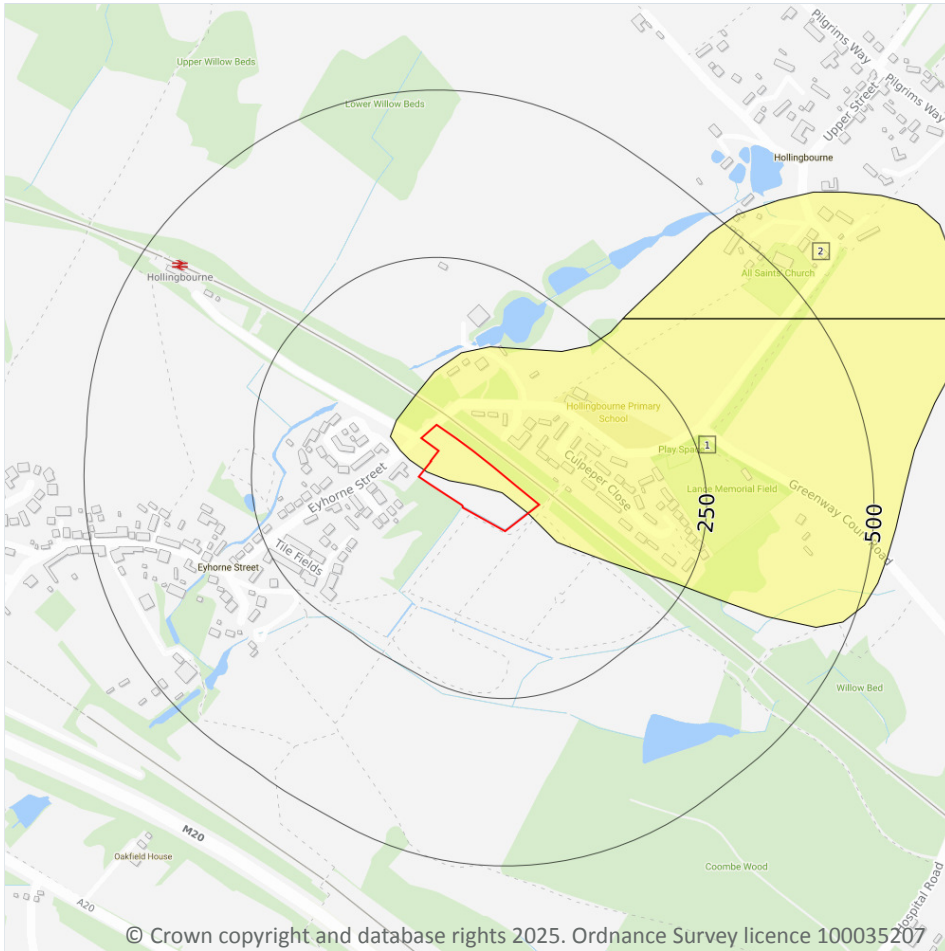 Pilgrims Way
Pilgrims Way
Upper Street
Upper Willow Beds
Lower Willow Beds
Hollingbourne
All Saints Church
2
Hollingbourne
Hollingbourne Primary
School
Play Space
1
Culpeper Close
Lance Memorial Field
Greenway Court Road
250
500
Eyhorne Street
Tile Fields
Eyhorne Street
Willow Bed
M20
Oakfield House
A20
Coombe Wood
Hospital Road
© Crown copyright and database rights 2025. Ordnance Survey licence 100035207